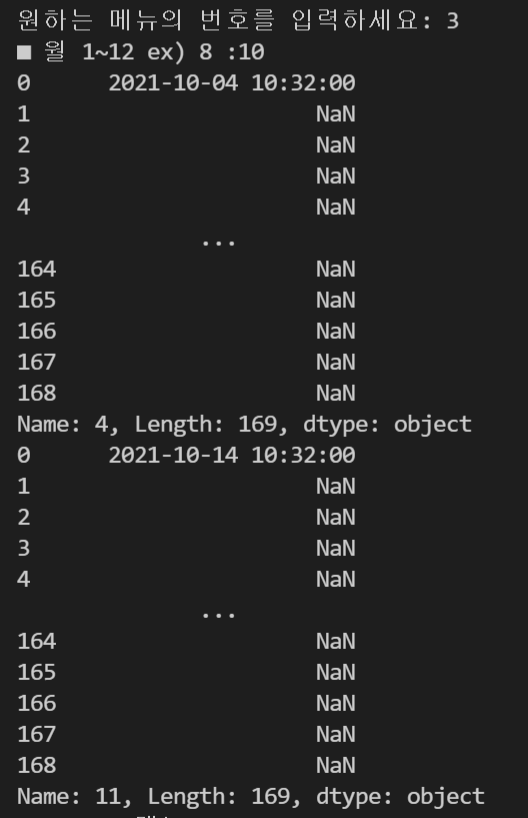 원하는 메뉴의 번호를 입력하세요: 3
■ 월 1~12 ex) 8 :10
0      2021-10-04 10:32:00
1                      NaN
2                      NaN
3                      NaN
4                      NaN
              ...
164                    NaN
165                    NaN
166                    NaN
167                    NaN
168                    NaN
Name: 4, Length: 169, dtype: object
0      2021-10-14 10:32:00
1                      NaN
2                      NaN
3                      NaN
4                      NaN
              ...
164                    NaN
165                    NaN
166                    NaN
167                    NaN
168                    NaN
Name: 11, Length: 169, dtype: object